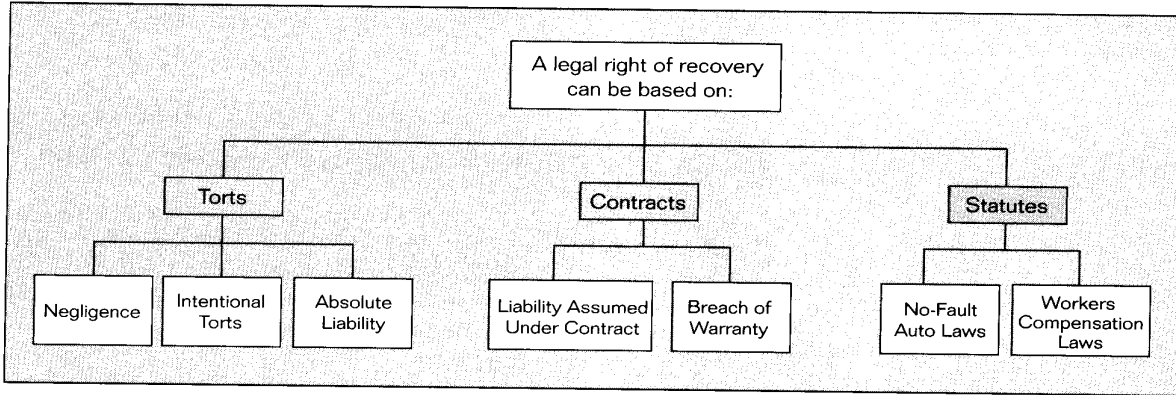 A legal right of recovery
can be based on:
Torts
Contracts
Statutes
Negligence
Intentional
Torts
Absolute
Liability
Liability Assumed
Under Contract
Breach of
Warranty
No-Fault
Auto Laws
Workers
Compensation
Laws